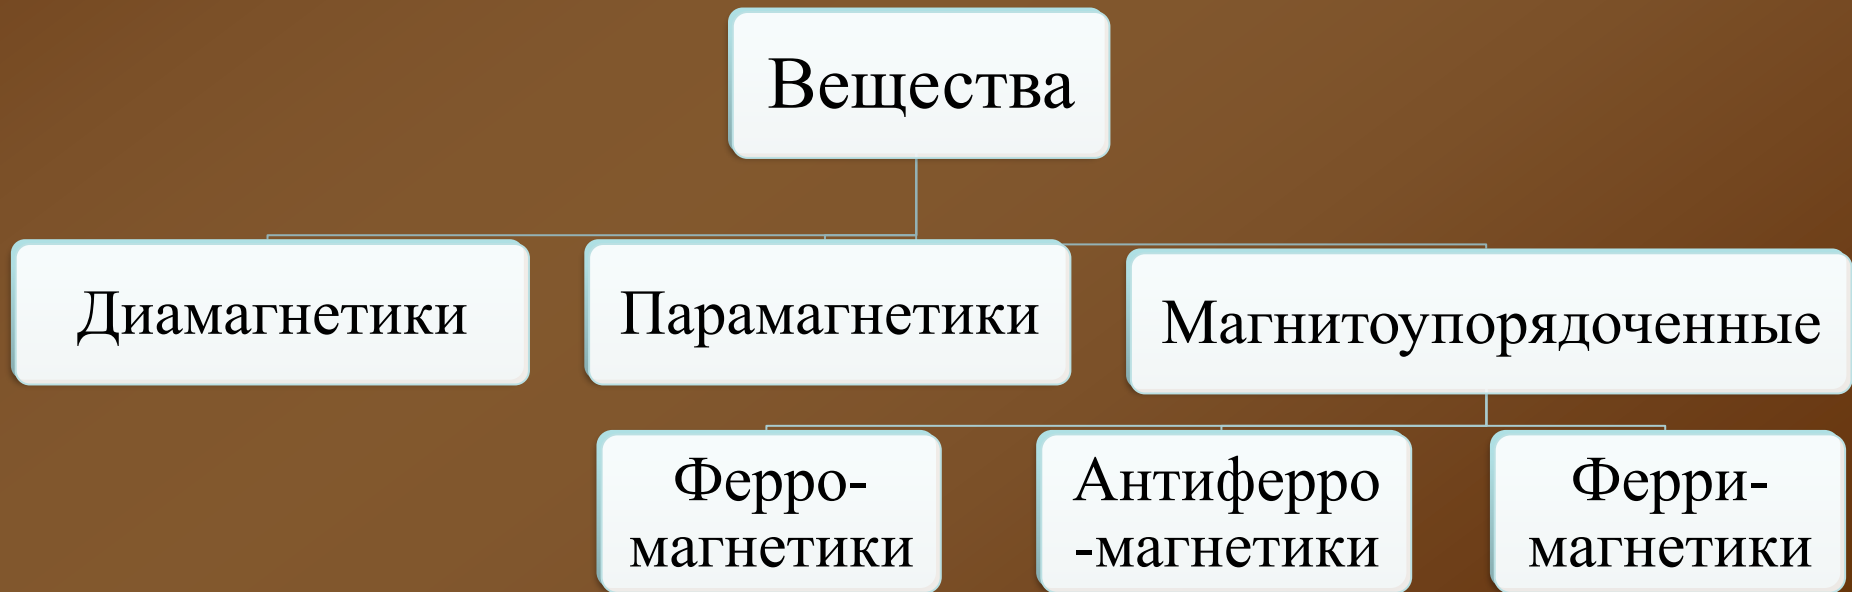 Вещества
Диамагнетики
Парамагнетики
Магнитоупорядоченные
Ферро-
магнетики
Антиферро
-магнетики
Ферри-
магнетики